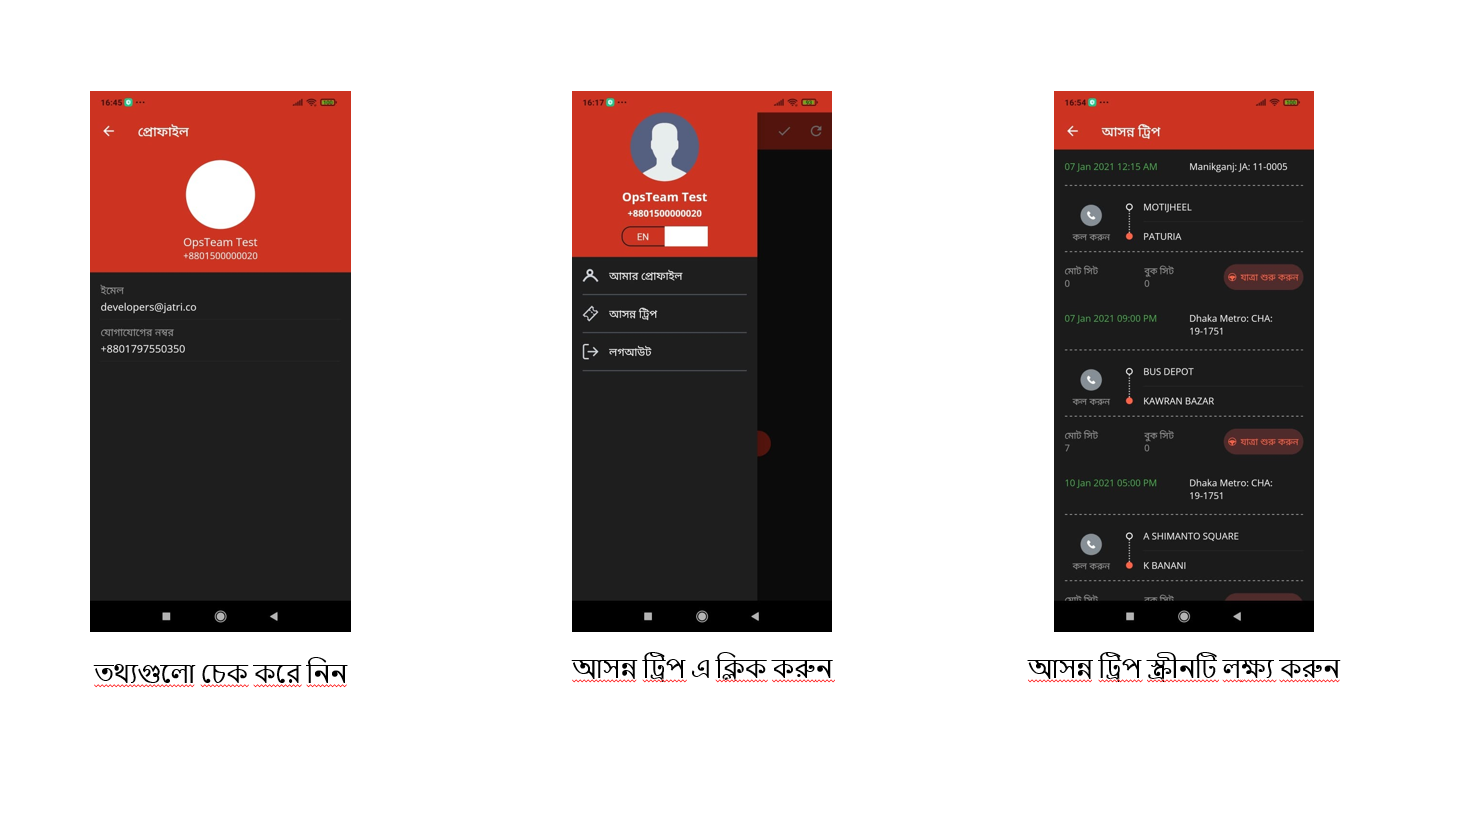 16:45
প্রোফাইল
OpsTeam Test
+8801500000020
ইমেল
developers@jatri.co
যোগাযোগের নম্বর
+8801797550350
তথ্যগুলো চেক করে নিন
16:17
OpsTeam Test
+8801500000020
EN
আমার প্রোফাইল
আসন্ন ট্রিপ
লগআউট
আসন্ন ট্রিপ এ ক্লিক করুন
16:54
100
আসন্ন ট্রিপ
07 Jan 2021 12:15 AM Manikganj: JA: 11-0005
MOTIJHEEL
কল করুন PATURIA
মোট সিট বুক সিট
0 0 যাত্রা শুরু করুন
07 Jan 2021 09:00 PM Dhaka Metro: CHA:
19-1751
BUS DEPOT
কল করুন KAWRAN BAZAR
মোট সিট বুক সিট
7 0 যাত্রা শুরু করুন
10 Jan 2021 05:00 PM Dhaka Metro: CHA:
19-1751
A SHIMANTO SQUARE
কল করুন K BANANI
মোট সিট বুক সিট
আসন্ন ট্রিপ স্ক্রীনটি লক্ষ্য করুন